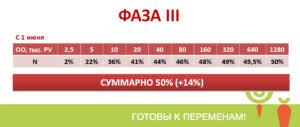 ФАЗА III
С 1 июня
ОО, тыс. PV 2,5 5 10 20 40 80 160 320 640 1280
N 2% 22% 36% 41% 44% 46% 48% 49% 49,5% 50%
СУММАРНО 50% (+14%)
ГОТОВЫ К ПЕРЕМЕНАМ!